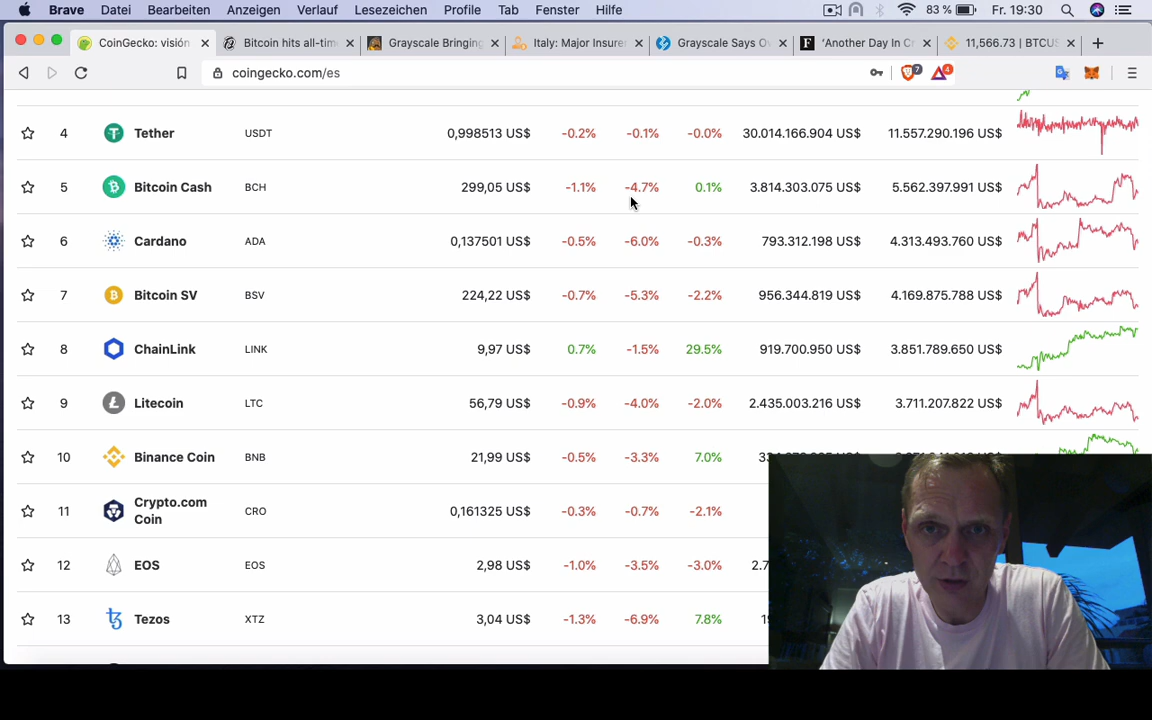 Brave Datei Bearbeiten Anzeigen Verlauf Lesezeichen Profile Tab Fenster Hilfe 83 % Fr. 19:30
CoinGecko: visión Bitcoin hits all-tim Grayscale Bringing Italy: Major Insurer Grayscale Says Ov 'Another Day In Cr 11,566.73 | BTCUS
coingecko.com/es 7 4
4 Tether USDT 0,998513 US$ -0.2% -0.1% -0.0% 30.014.166.904 US$ 11.557.290.196 US$
5 Bitcoin Cash BCH 299,05 US$ -1.1% -4.7% 0.1% 3.814.303.075 US$ 5.562.397.991 US$
6 Cardano ADA 0,137501 US$ -0.5% -6.0% -0.3% 793.312.198 US$ 4.313.493.760 US$
7 Bitcoin SV BSV 224,22 US$ -0.7% -5.3% -2.2% 956.344.819 US$ 4.169.875.788 US$
8 ChainLink LINK 9,97 US$ 0.7% -1.5% 29.5% 919.700.950 US$ 3.851.789.650 US$
9 Litecoin LTC 56,79 US$ -0.9% -4.0% -2.0% 2.435.003.216 US$ 3.711.207.822 US$
10 Binance Coin BNB 21,99 US$ -0.5% -3.3% 7.0%
11 Crypto.com Coin CRO 0,161325 US$ -0.3% -0.7% -2.1%
12 EOS EOS 2,98 US$ -1.0% -3.5% -3.0% 2.7
13 Tezos XTZ 3,04 US$ -1.3% -6.9% 7.8%